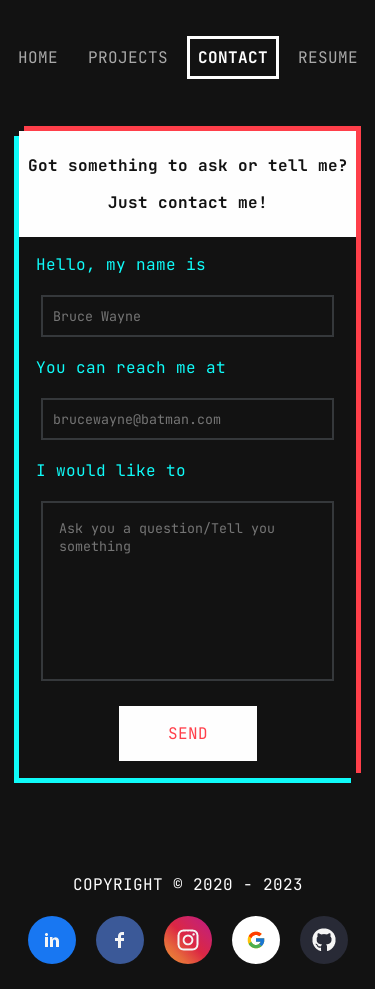 HOME PROJECTS CONTACT RESUME
Got something to ask or tell me?
Just contact me!
Hello, my name is
Bruce Wayne
You can reach me at
brucewayne@batman.com
I would like to
Ask you a question/Tell you
something
SEND
COPYRIGHT © 2020 - 2023